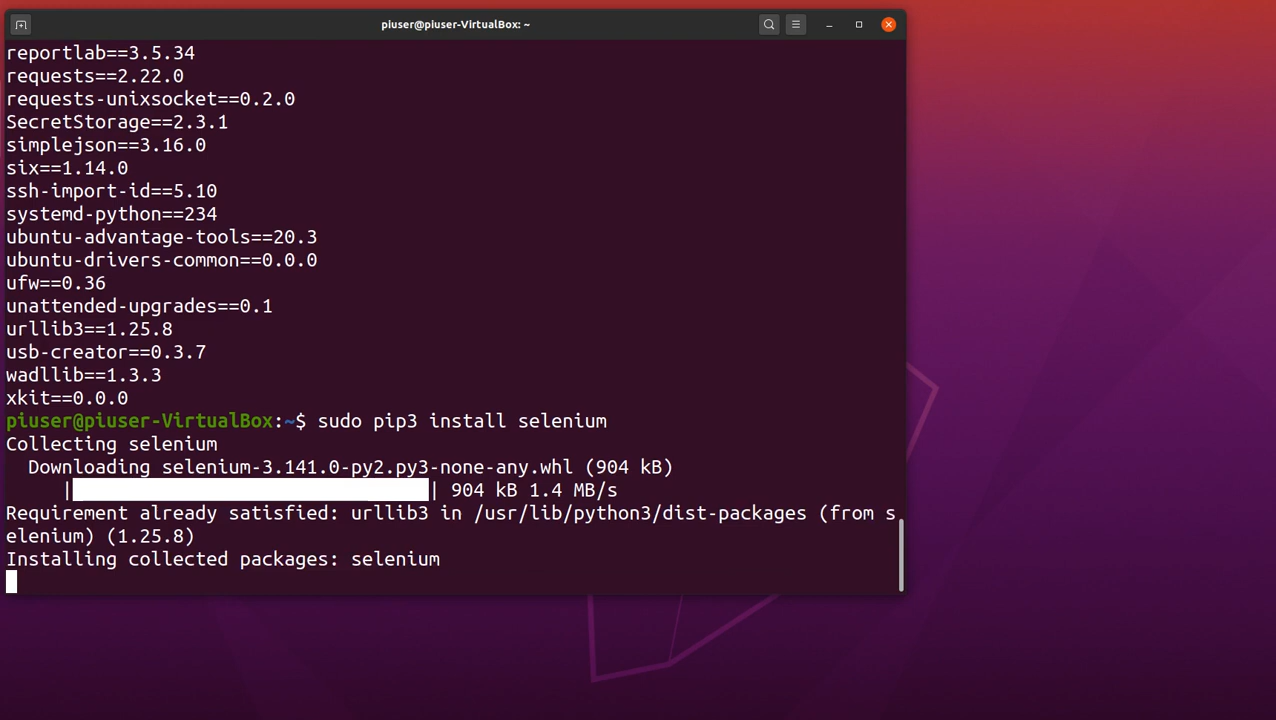 piuser@piuser-VirtualBox: ~
reportlab==3.5.34
requests==2.22.0
requests-unixsocket==0.2.0
SecretStorage==2.3.1
simplejson==3.16.0
six==1.14.0
ssh-import-id==5.10
systemd-python==234
ubuntu-advantage-tools==20.3
ubuntu-drivers-common==0.0.0
ufw==0.36
unattended-upgrades==0.1
urllib3==1.25.8
usb-creator==0.3.7
wadllib==1.3.3
xkit==0.0.0
piuser@piuser-VirtualBox:~$ sudo pip3 install selenium
Collecting selenium
  Downloading selenium-3.141.0-py2.py3-none-any.whl (904 kB)
     |████████████████████████████████| 904 kB 1.4 MB/s
Requirement already satisfied: urllib3 in /usr/lib/python3/dist-packages (from s
elenium) (1.25.8)
Installing collected packages: selenium